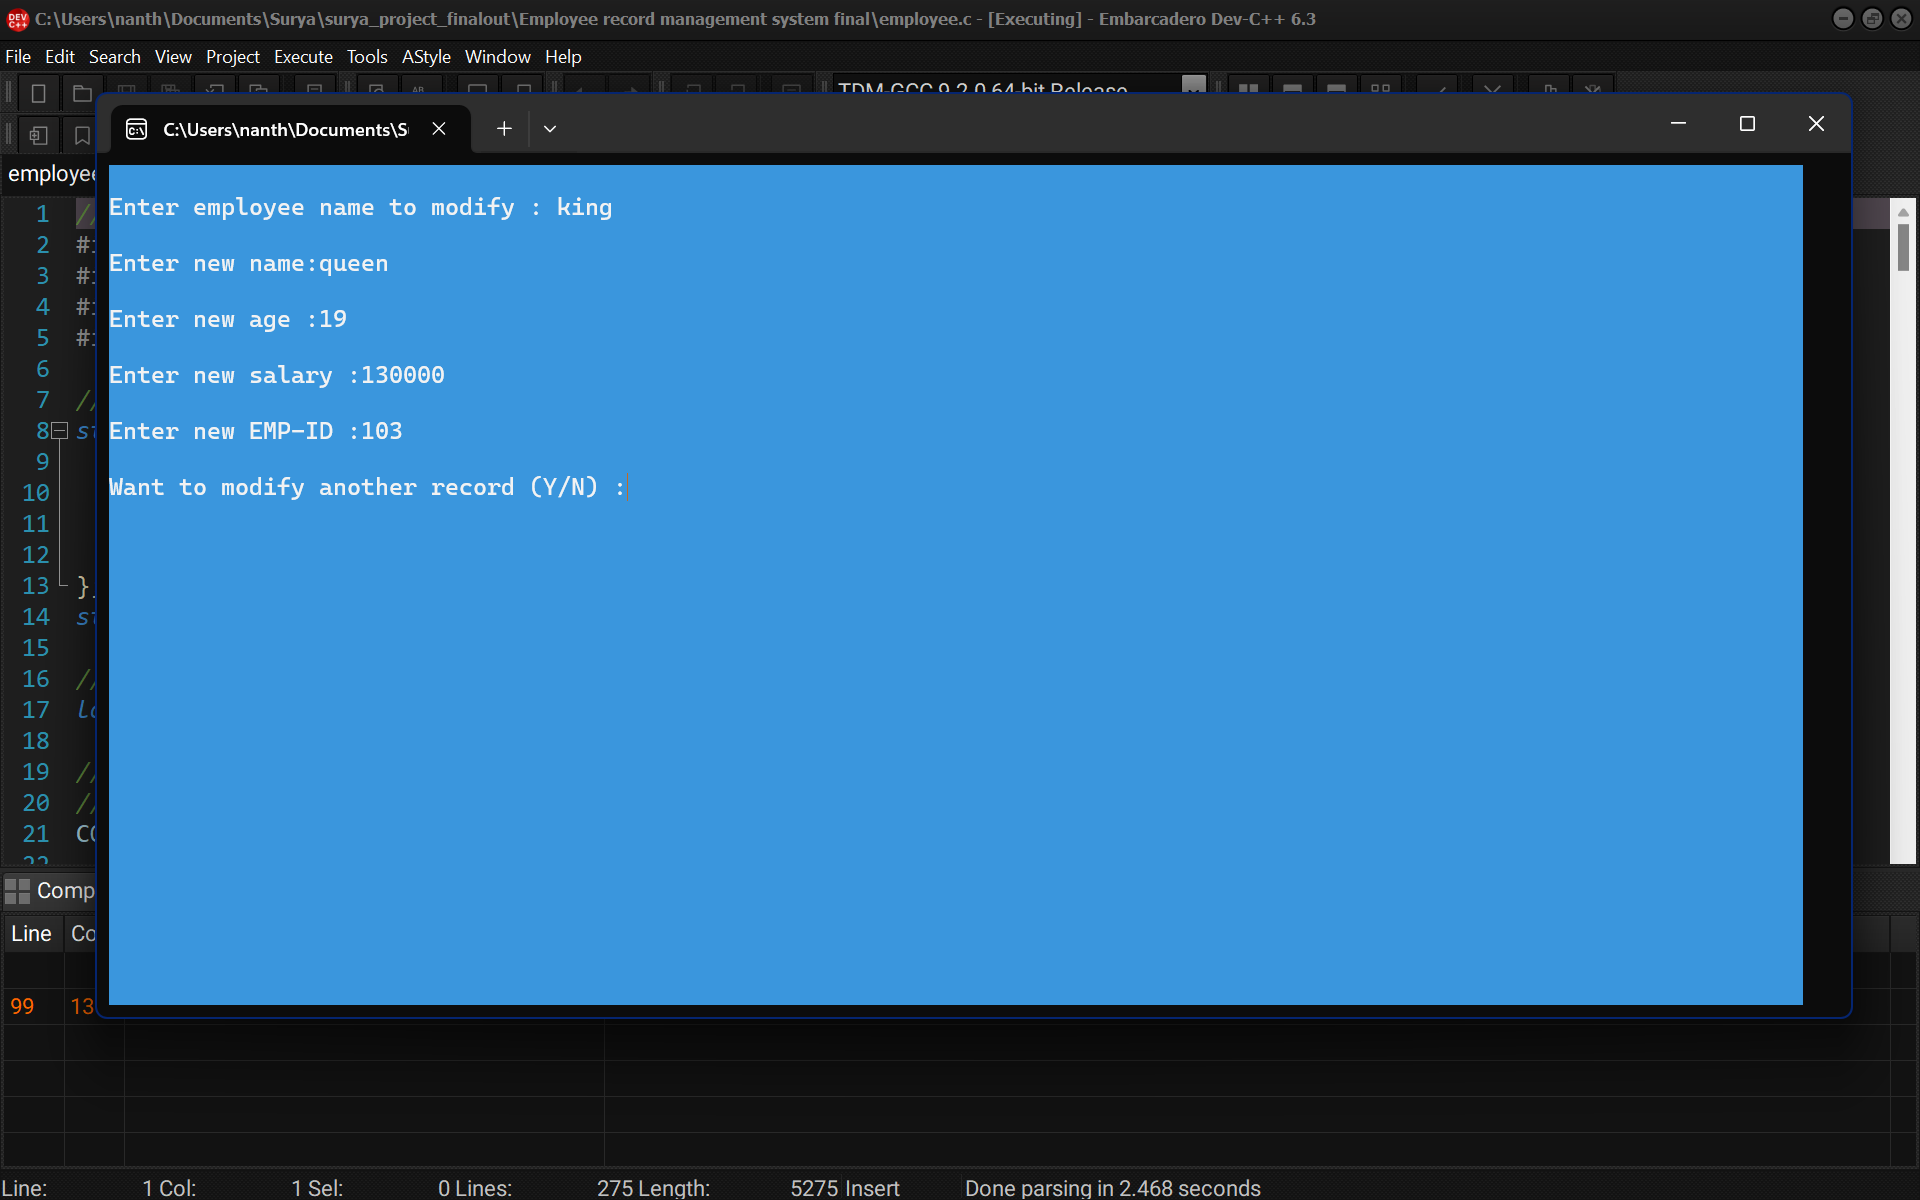 C:\Users\nanth\Documents\Surya\surya_project_finalout\Employee record management system final\employee.c - [Executing] - Embarcadero Dev-C++ 6.3
File Edit Search View Project Execute Tools AStyle Window Help
TDM-GCC 9.2.0 64-bit Release
C:\Users\nanth\Documents\S
Enter employee name to modify : king
Enter new name:queen
Enter new age :19
Enter new salary :130000
Enter new EMP-ID :103
Want to modify another record (Y/N) :
employee
1 //
2 #i
3 #i
4 #i
5 #i
6
7 //
8 st
9
10
11
12
13 }
14 st
15
16 //
17 lo
18
19 //
20 //
21 CO
22
Comp
Line Co
99 13
Line: 1 Col: 1 Sel: 0 Lines: 275 Length: 5275 Insert Done parsing in 2.468 seconds